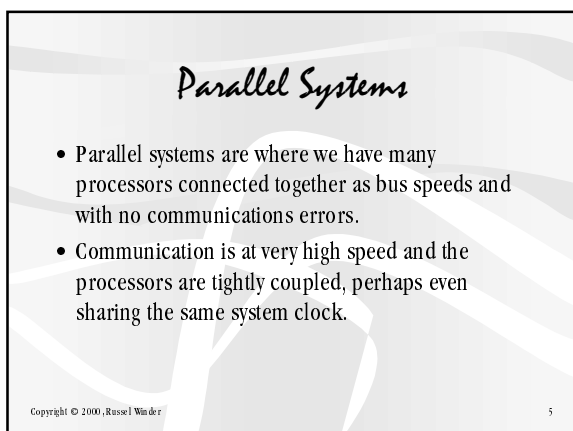 Parallel Systems
• Parallel systems are where we have many
processors connected together as bus speeds and
with no communications errors.
• Communication is at very high speed and the
processors are tightly coupled, perhaps even
sharing the same system clock.
Copyright © 2000, Russel Winder
5